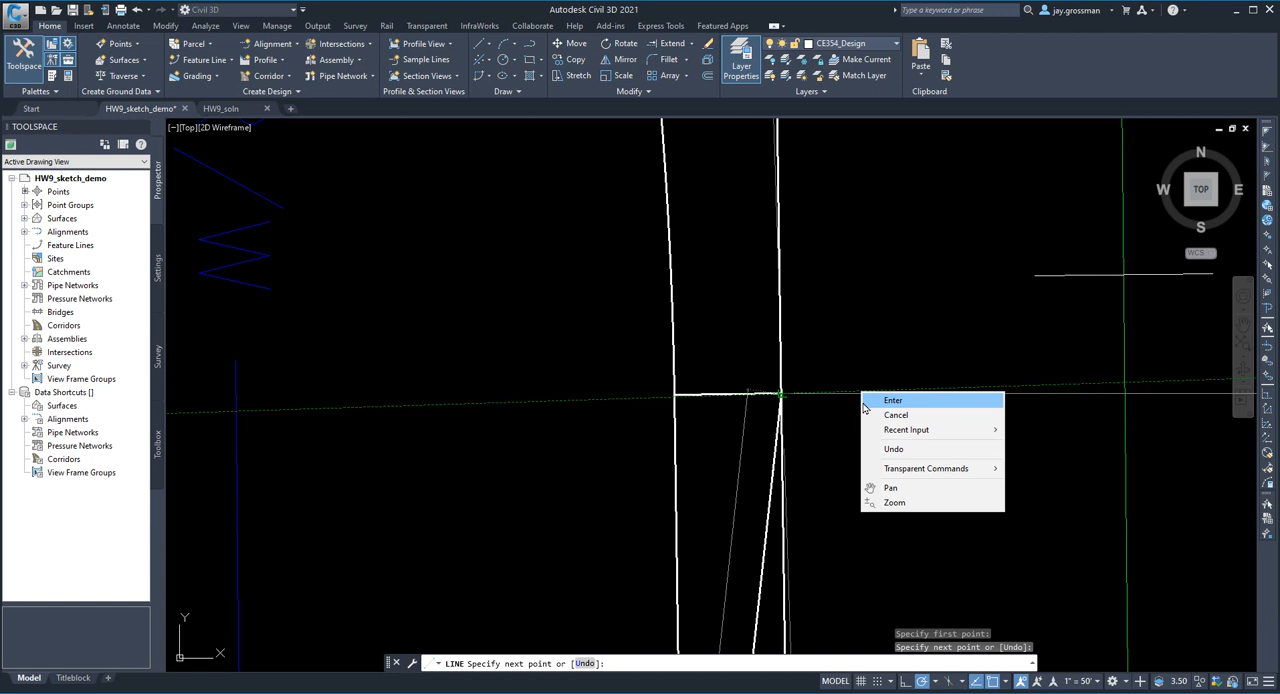 Civil 3D
Autodesk Civil 3D 2021
Type a keyword or phrase
jay.grossman
C3D
Home Insert Annotate Modify Analyze View Manage Output Survey Rail Transparent InfraWorks Collaborate Help Add-ins Express Tools Featured Apps
Toolspace
Palettes
Points
Surfaces
Traverse
Create Ground Data
Parcel
Feature Line
Grading
Alignment
Profile
Corridor
Intersections
Assembly
Pipe Network
Create Design
Profile View
Sample Lines
Section Views
Profile & Section Views
Draw
Move
Copy
Stretch
Rotate
Mirror
Scale
Extend
Fillet
Array
Modify
Layer
Properties
CE354_Design
Make Current
Match Layer
Layers
Paste
Clipboard
Start
HW9_sketch_demo*
HW9_soln
TOOLSPACE
Active Drawing View
HW9_sketch_demo
Points
Point Groups
Surfaces
Alignments
Feature Lines
Sites
Catchments
Pipe Networks
Pressure Networks
Bridges
Corridors
Assemblies
Intersections
Survey
View Frame Groups
Data Shortcuts []
Surfaces
Alignments
Pipe Networks
Pressure Networks
Corridors
View Frame Groups
Prospector
Settings
Survey
Toolbox
[−][Top][2D Wireframe]
N
W TOP E
S
WCS
Enter
Cancel
Recent Input
Undo
Transparent Commands
Pan
Zoom
Y
X
Specify first point:
Specify next point or [Undo]:
LINE Specify next point or [Undo]:
Model Titleblock
MODEL 1" = 50' 3.50